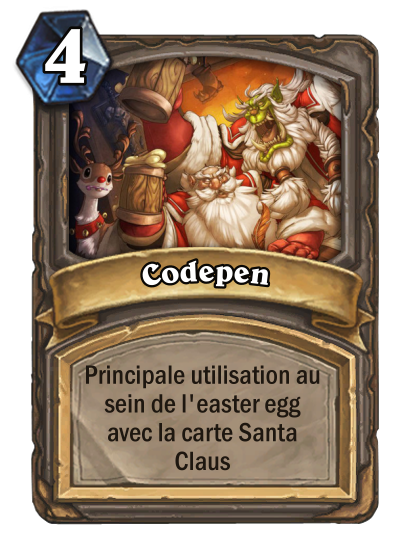 4
Codepen
Principale utilisation au
sein de l'easter egg
avec la carte Santa
Claus